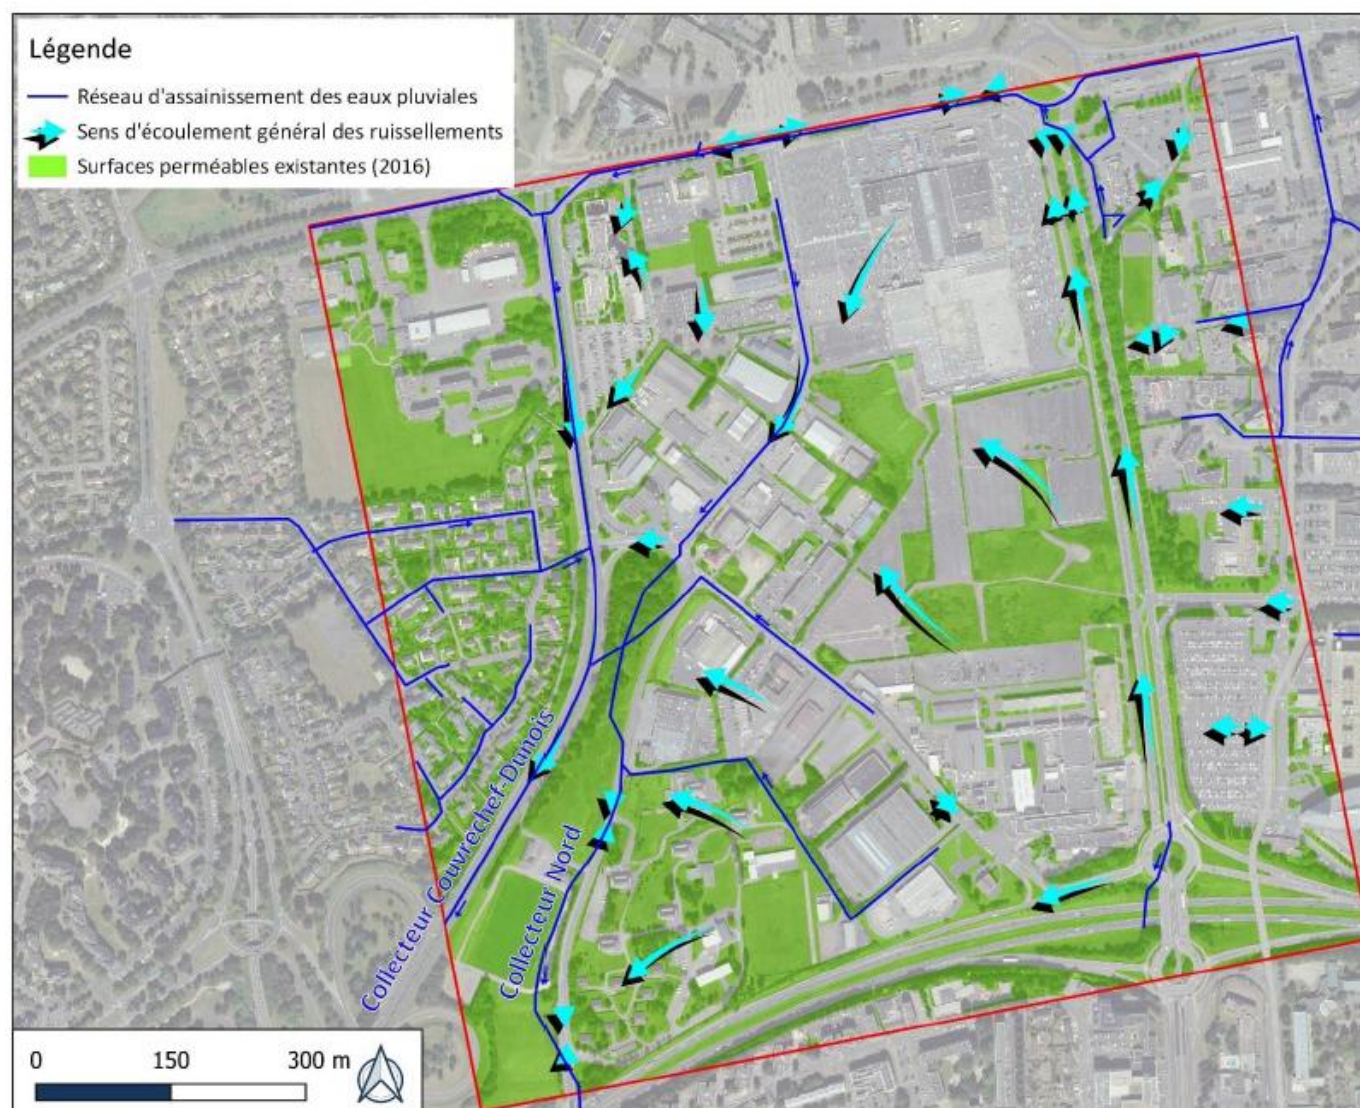 Légende
Réseau d'assainissement des eaux pluviales
Sens d'écoulement général des ruissellements
Surfaces perméables existantes (2016)
Collecteur Couvrechef-Dunois
Collecteur Nord
0 150 300 m